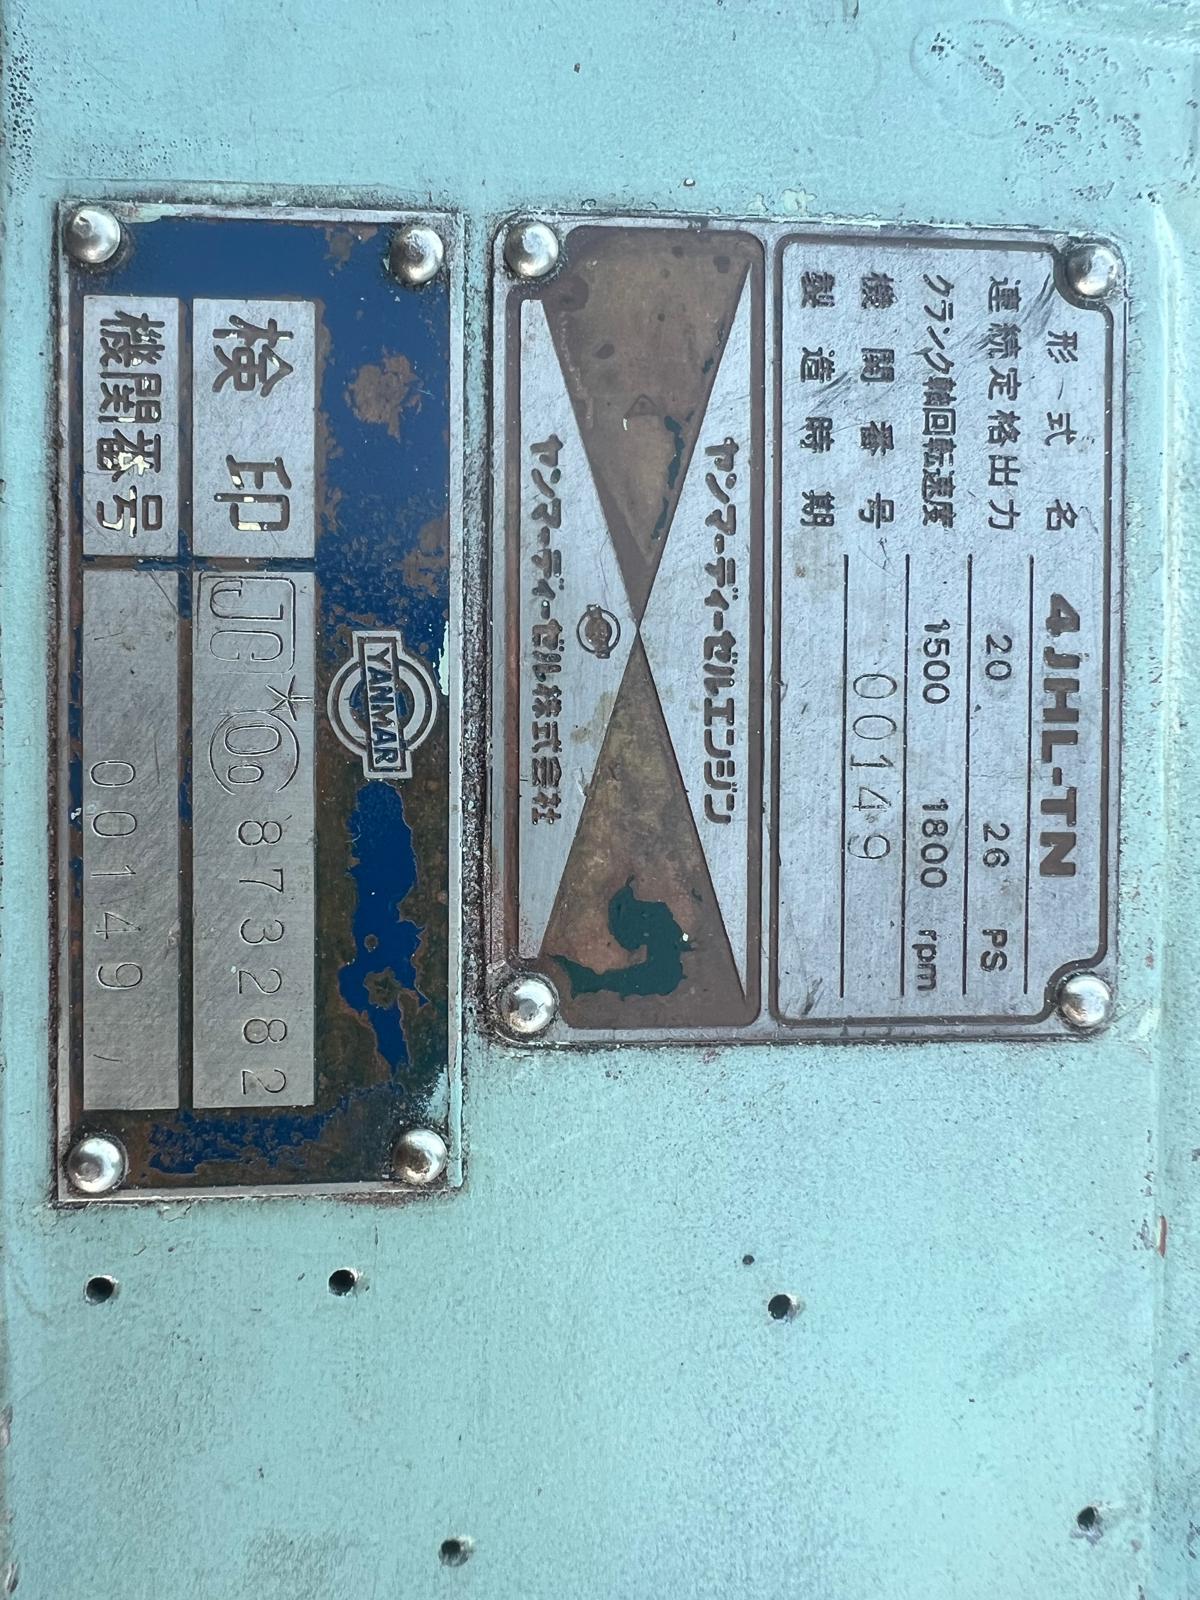 形式名 4JHL-TN
連続定格出力 20 26 PS
クランク軸回転速度 1500 1800 rpm
機関番号 00149
製造時期
ヤンマーディーゼルエンジン
ヤンマーディーゼル株式会社
YANMAR
検印 JG 873282
機関番号 00149